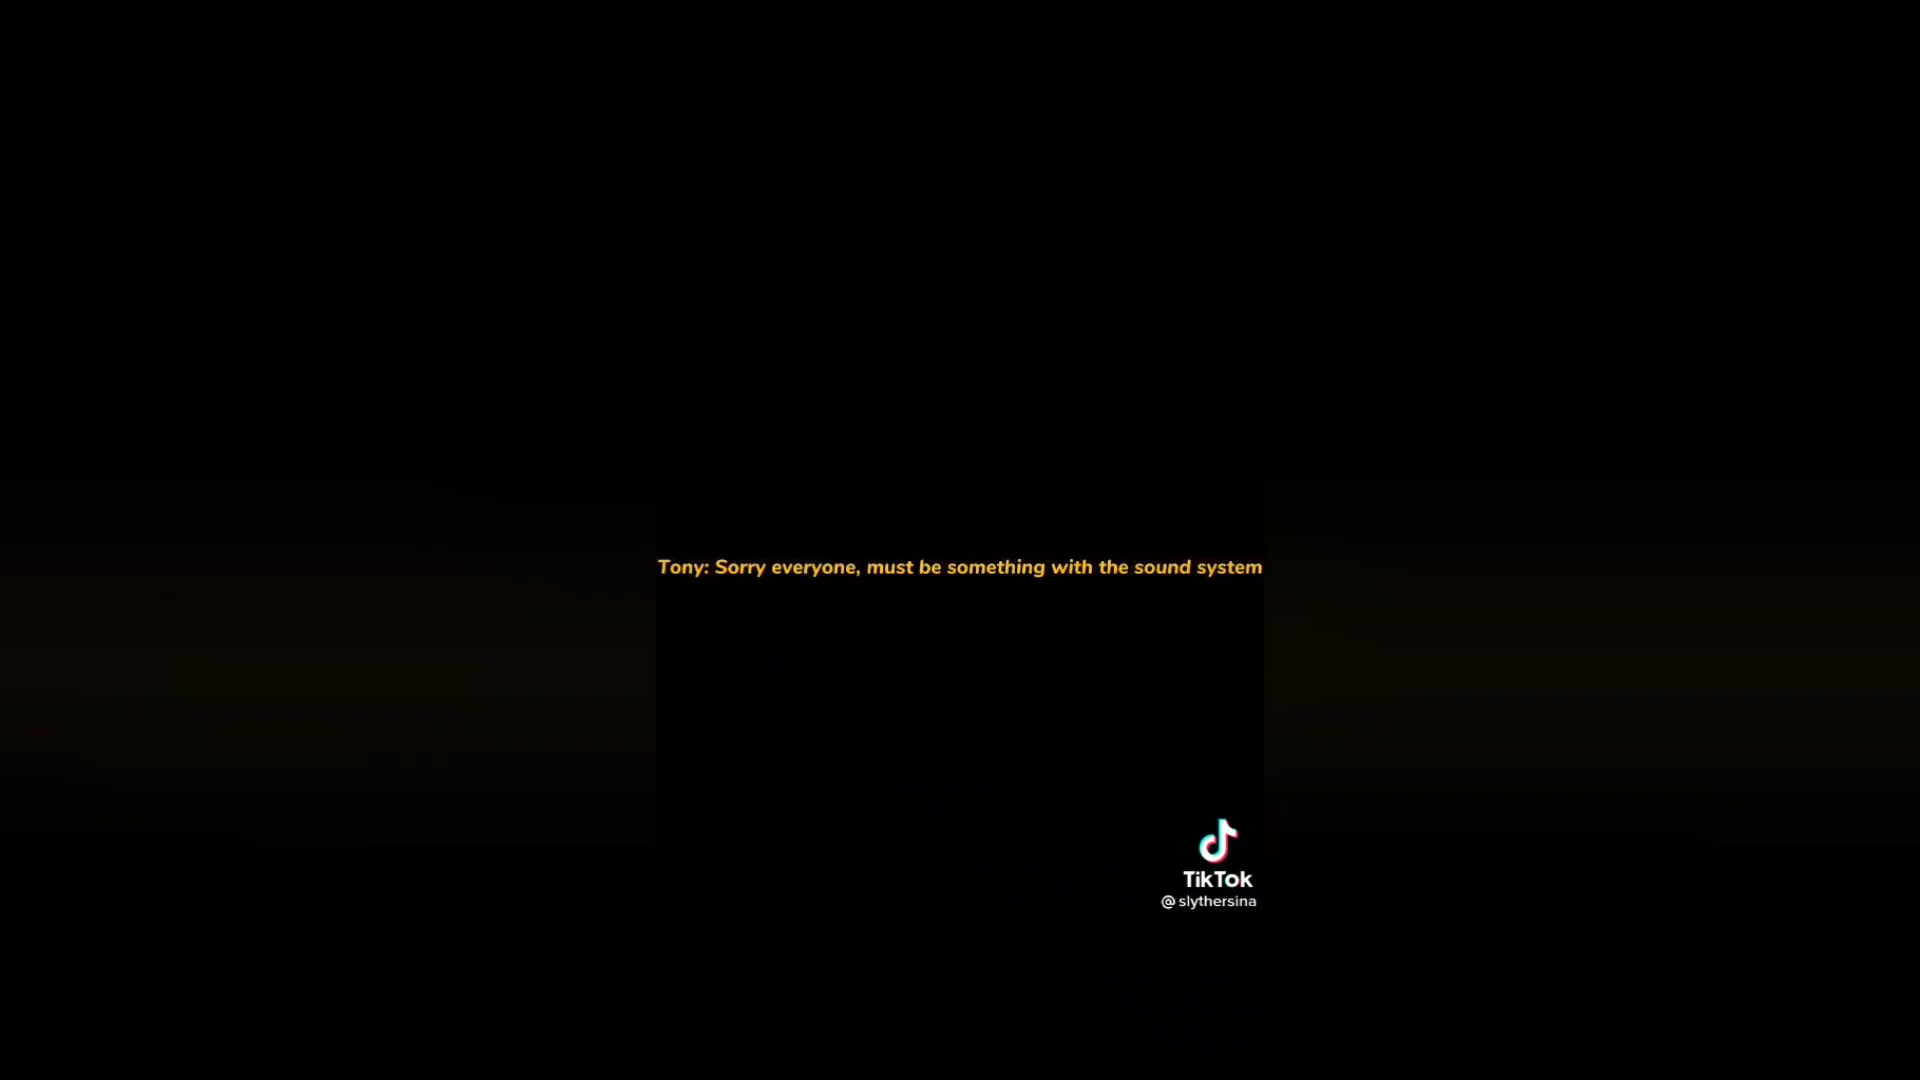 Tony: Sorry everyone, must be something with the sound system
TikTok
@slythersina